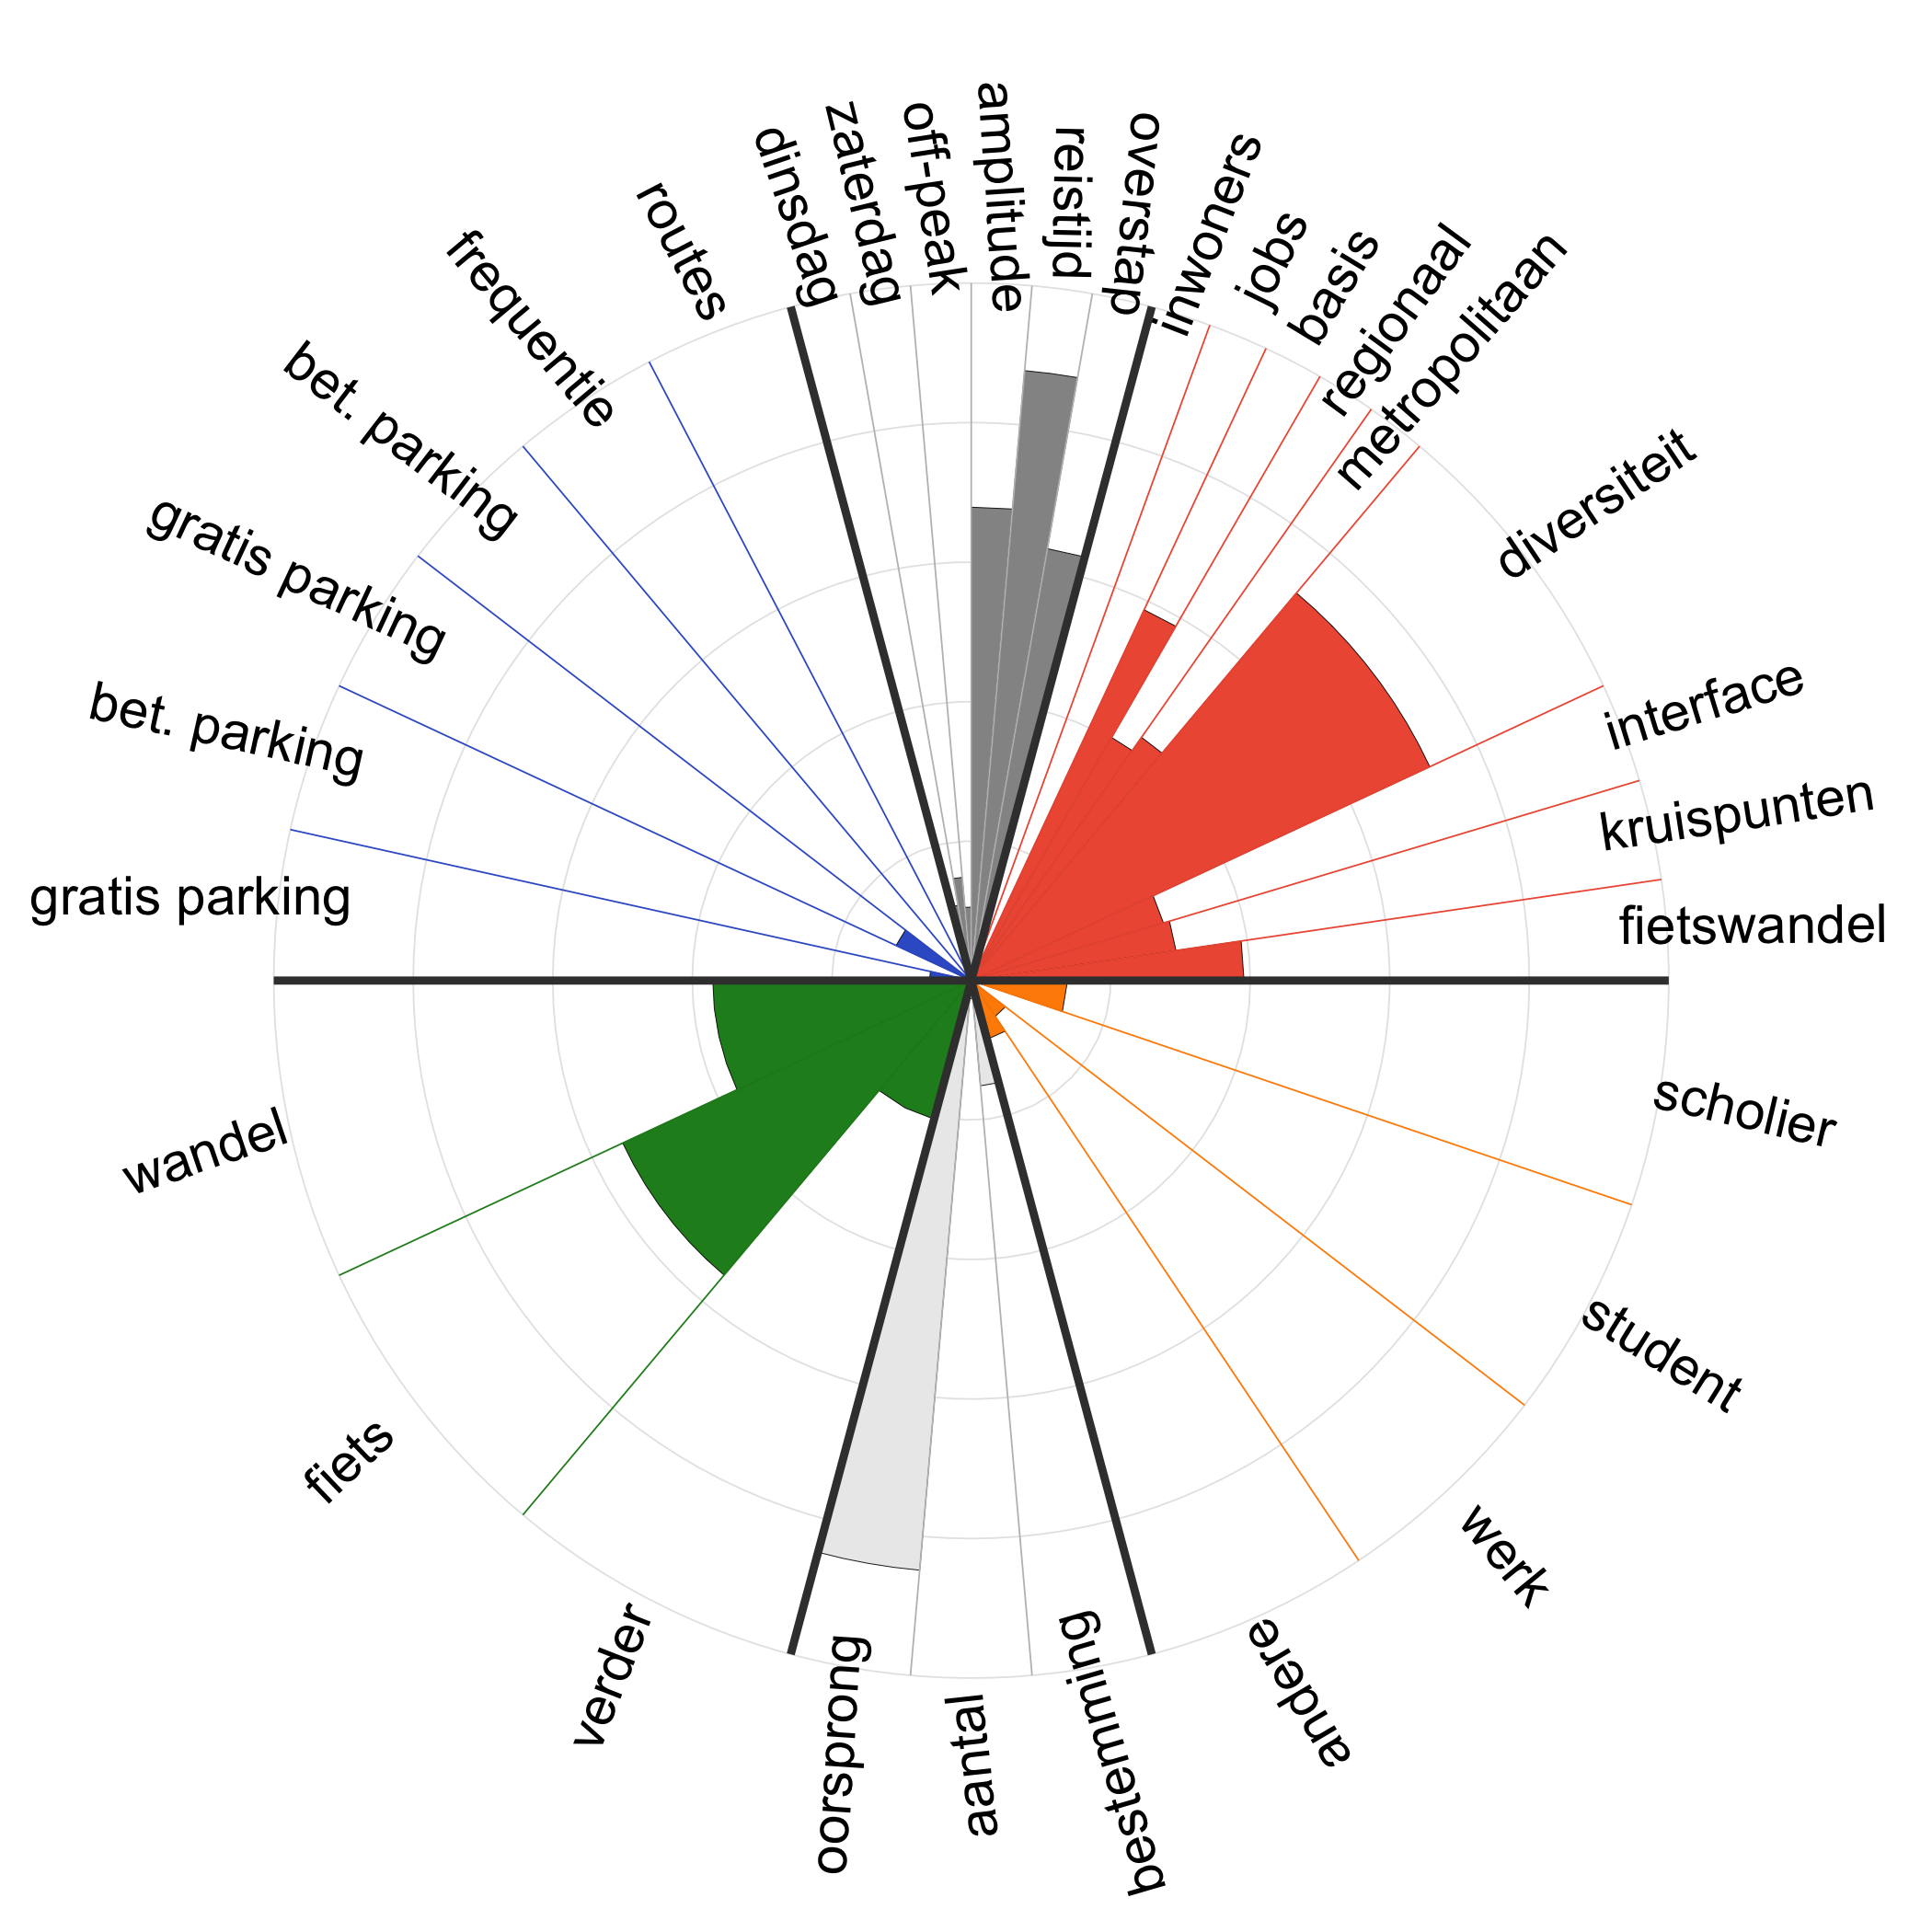 dinsdag
zaterdag
off-peak
amplitude
reistijd
overstap
inwoners
jobs
basis
regionaal
metropolitaan
diversiteit
interface
kruispunten
fietswandel
scholier
student
werk
andere
bestemming
aantal
oorsprong
verder
fiets
wandel
gratis parking
bet. parking
gratis parking
bet. parking
frequentie
routes